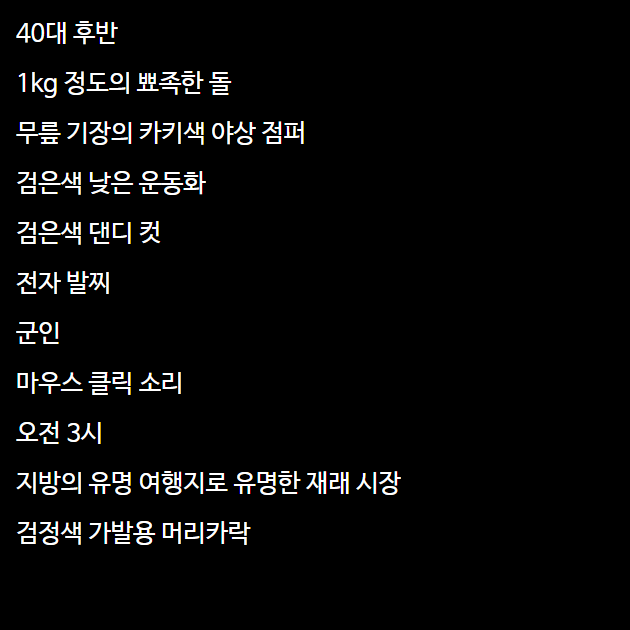 40대 후반
1kg 정도의 뾰족한 돌
무릎 기장의 카키색 야상 점퍼
검은색 낮은 운동화
검은색 댄디 컷
전자 발찌
군인
마우스 클릭 소리
오전 3시
지방의 유명 여행지로 유명한 재래 시장
검정색 가발용 머리카락